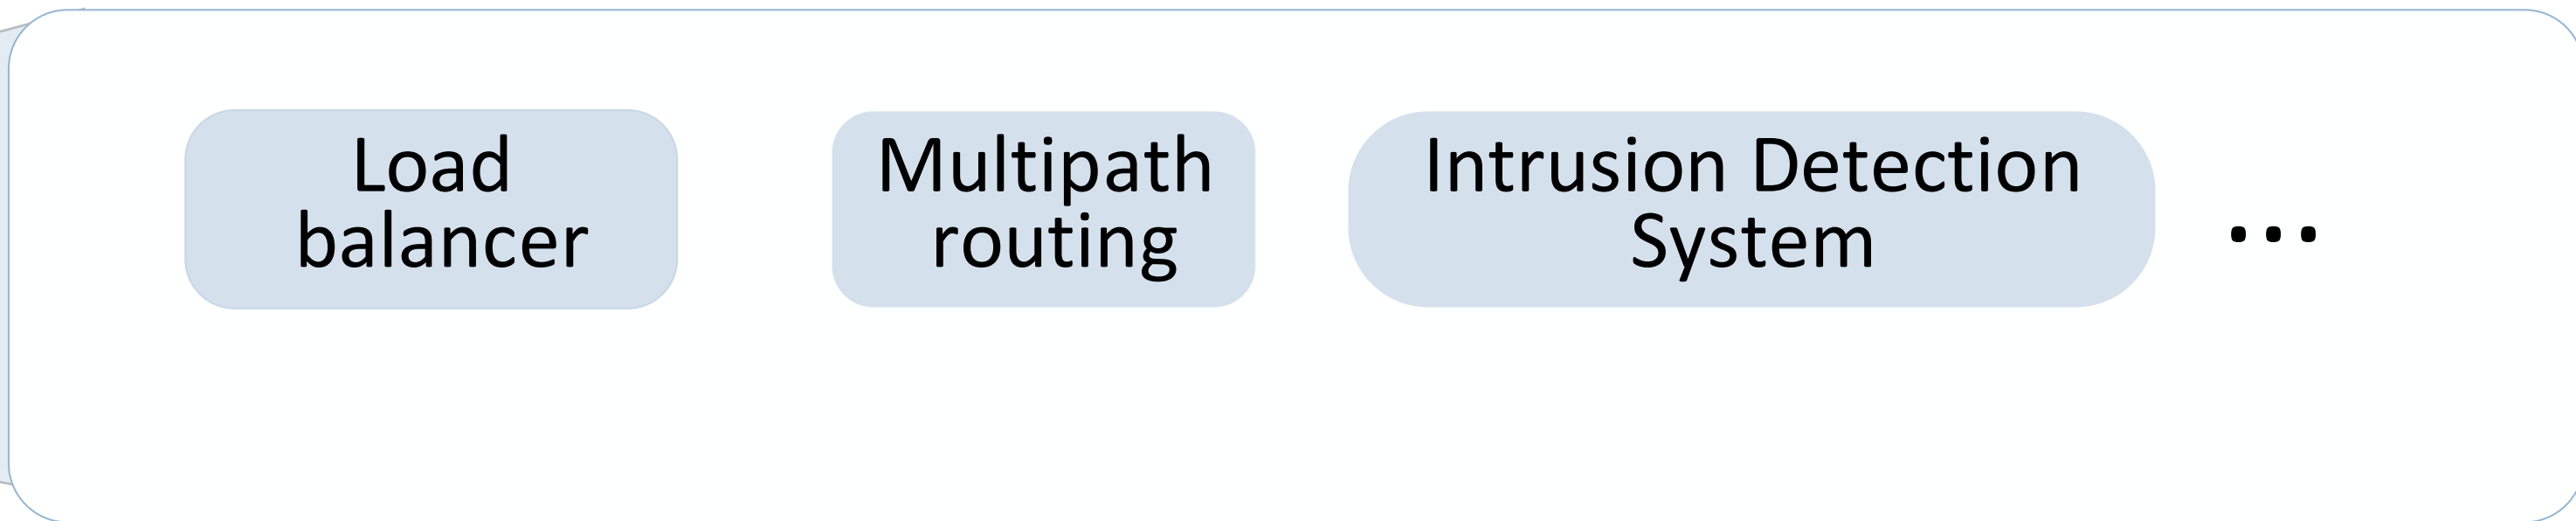 Load
balancer
Multipath
routing
Intrusion Detection
System
...